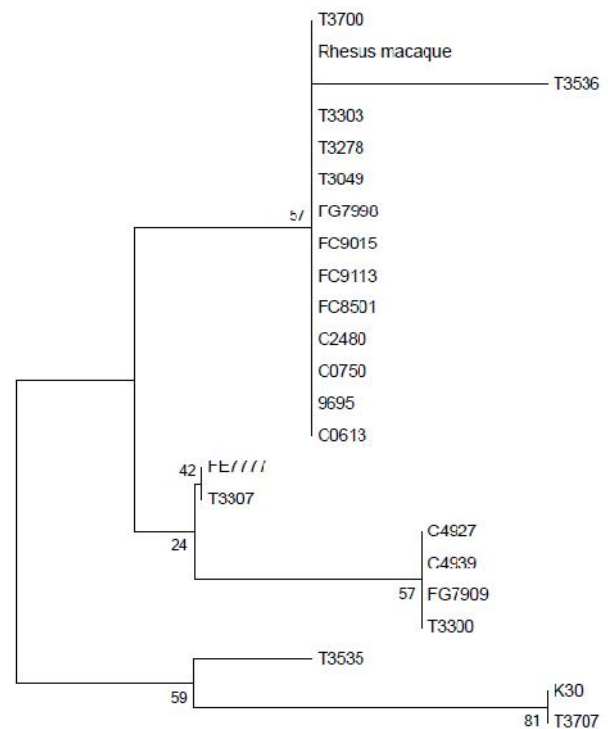 T3700
Rhesus macaque
T3536
T3303
T3278
T3049
FG7990
57
FC9015
FC9113
FC8501
C2480
C0750
9695
C0613
42
FE7777
T3307
24
C4927
C4939
57
FG7909
T3300
T3535
59
K30
81
T3707